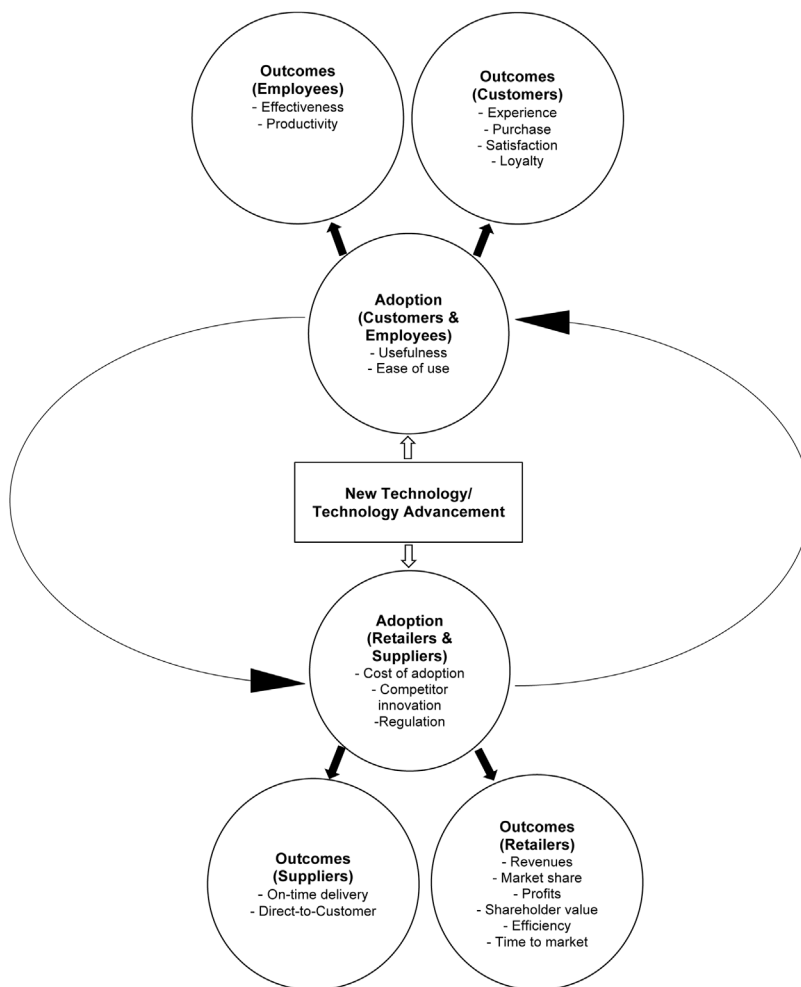 Outcomes
(Employees)
- Effectiveness
- Productivity
Outcomes
(Customers)
- Experience
- Purchase
- Satisfaction
- Loyalty
Adoption
(Customers &
Employees)
- Usefulness
- Ease of use
New Technology/
Technology Advancement
Adoption
(Retailers &
Suppliers)
- Cost of adoption
- Competitor
innovation
-Regulation
Outcomes
(Suppliers)
- On-time delivery
- Direct-to-Customer
Outcomes
(Retailers)
- Revenues
- Market share
- Profits
- Shareholder value
- Efficiency
- Time to market